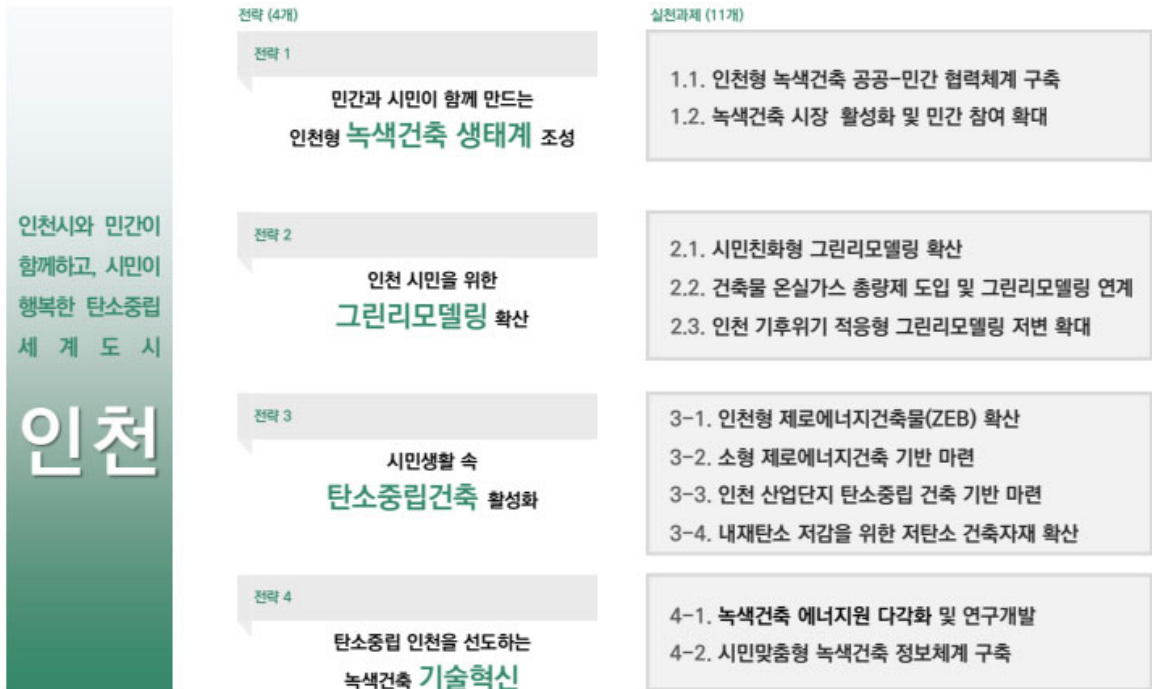 인천시와 민간이
함께하고, 시민이
행복한 탄소중립
세 계 도 시
인천
전략 (4개)
실천과제 (11개)
전략 1
민간과 시민이 함께 만드는
인천형 녹색건축 생태계 조성
1.1. 인천형 녹색건축 공공-민간 협력체계 구축
1.2. 녹색건축 시장 활성화 및 민간 참여 확대
전략 2
인천 시민을 위한
그린리모델링 확산
2.1. 시민친화형 그린리모델링 확산
2.2. 건축물 온실가스 총량제 도입 및 그린리모델링 연계
2.3. 인천 기후위기 적응형 그린리모델링 저변 확대
전략 3
시민생활 속
탄소중립건축 활성화
3-1. 인천형 제로에너지건축물(ZEB) 확산
3-2. 소형 제로에너지건축 기반 마련
3-3. 인천 산업단지 탄소중립 건축 기반 마련
3-4. 내재탄소 저감을 위한 저탄소 건축자재 확산
전략 4
탄소중립 인천을 선도하는
녹색건축 기술혁신
4-1. 녹색건축 에너지원 다각화 및 연구개발
4-2. 시민맞춤형 녹색건축 정보체계 구축